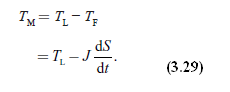 T_M = T_L − T_F
= T_L − J dS/dt. (3.29)